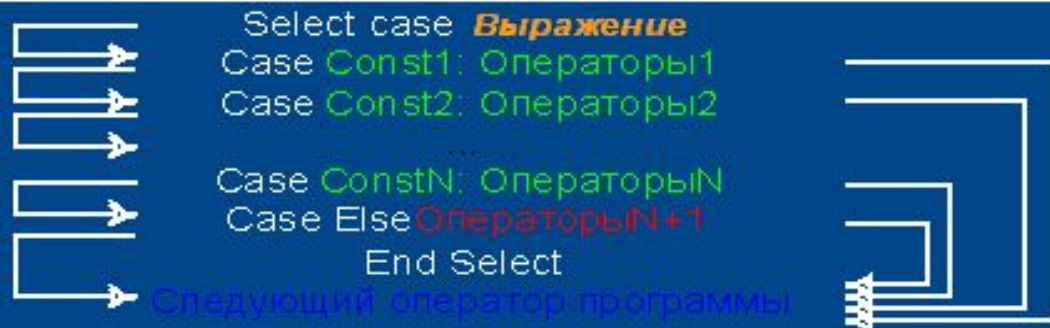 Select case Выражение
Case Const1: Операторы1
Case Const2: Операторы2
...
Case ConstN: ОператорыN
Case Else ОператорыN+1
End Select
Следующий оператор программы